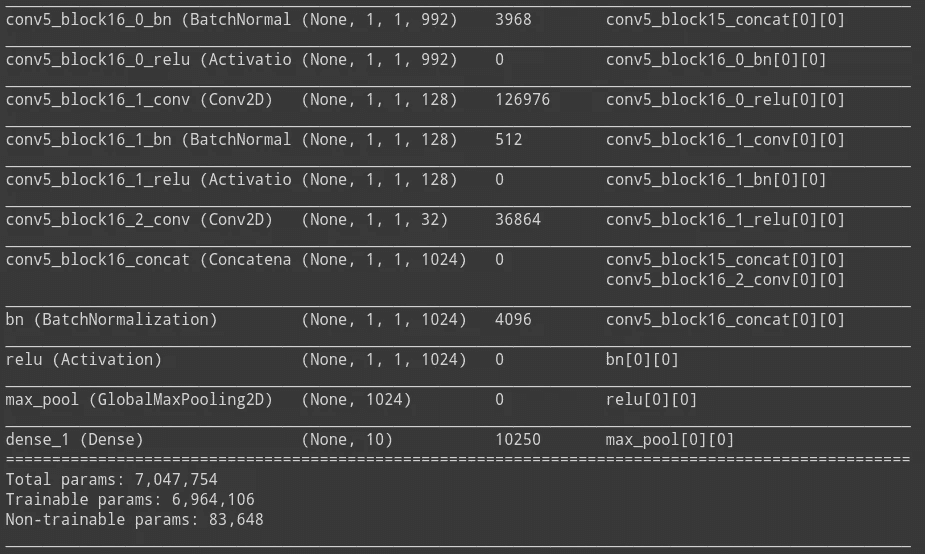 conv5_block16_0_bn (BatchNormal (None, 1, 1, 992) 3968 conv5_block15_concat[0][0]
conv5_block16_0_relu (Activatio (None, 1, 1, 992) 0 conv5_block16_0_bn[0][0]
conv5_block16_1_conv (Conv2D) (None, 1, 1, 128) 126976 conv5_block16_0_relu[0][0]
conv5_block16_1_bn (BatchNormal (None, 1, 1, 128) 512 conv5_block16_1_conv[0][0]
conv5_block16_1_relu (Activatio (None, 1, 1, 128) 0 conv5_block16_1_bn[0][0]
conv5_block16_2_conv (Conv2D) (None, 1, 1, 32) 36864 conv5_block16_1_relu[0][0]
conv5_block16_concat (Concatena (None, 1, 1, 1024) 0 conv5_block15_concat[0][0]
conv5_block16_2_conv[0][0]
bn (BatchNormalization) (None, 1, 1, 1024) 4096 conv5_block16_concat[0][0]
relu (Activation) (None, 1, 1, 1024) 0 bn[0][0]
max_pool (GlobalMaxPooling2D) (None, 1024) 0 relu[0][0]
dense_1 (Dense) (None, 10) 10250 max_pool[0][0]
Total params: 7,047,754
Trainable params: 6,964,106
Non-trainable params: 83,648